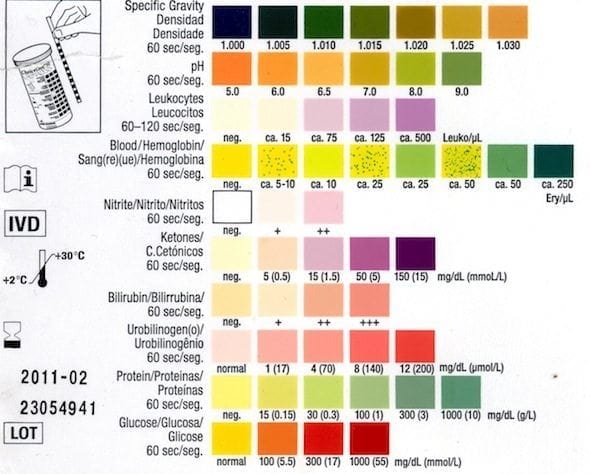 Specific Gravity
Densidad
Densidade
60 sec/seg.
1.000 1.005 1.010 1.015 1.020 1.025 1.030
pH
60 sec/seg.
5.0 6.0 6.5 7.0 8.0 9.0
Leukocytes
Leucocitos
60–120 sec/seg.
neg. ca. 15 ca. 75 ca. 125 ca. 500 Leuko/µL
Blood/Hemoglobin/
Sang(re)(ue)/Hemoglobina
60 sec/seg.
neg. ca. 5-10 ca. 10 ca. 25 ca. 25 ca. 50 ca. 50 ca. 250
Ery/µL
Nitrite/Nitrito/Nitritos
60 sec/seg.
neg. + ++
Ketones/
C.Cetónicos
60 sec/seg.
neg. 5 (0.5) 15 (1.5) 50 (5) 150 (15) mg/dL (mmoL/L)
Bilirubin/Bilirrubina/
60 sec/seg.
neg. + ++ +++
Urobilinogen(o)/
Urobilinogênio
60 sec/seg.
normal 1 (17) 4 (70) 8 (140) 12 (200) mg/dL (µmol/L)
Protein/Proteinas/
Proteínas
60 sec/seg.
neg. 15 (0.15) 30 (0.3) 100 (1) 300 (3) 1000 (10) mg/dL (g/L)
Glucose/Glucosa/
Glicose
60 sec/seg.
normal 100 (5.5) 300 (17) 1000 (55) mg/dL (mmol/L)
i
IVD
+30°C
+2°C
2011-02
23054941
LOT